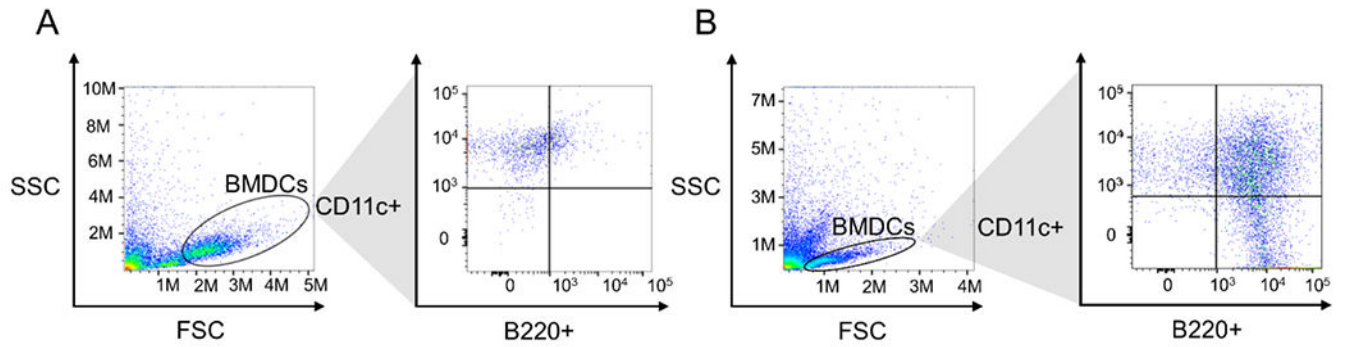 A
SSC
10M
8M
6M
4M
2M
BMDCs
1M 2M 3M 4M 5M
FSC
CD11c+
10⁵
10⁴
10³
0
0 10³ 10⁴ 10⁵
B220+
B
SSC
7M
5M
3M
1M
BMDCs
1M 2M 3M 4M
FSC
CD11c+
10⁵
10⁴
10³
0
0 10³ 10⁴ 10⁵
B220+